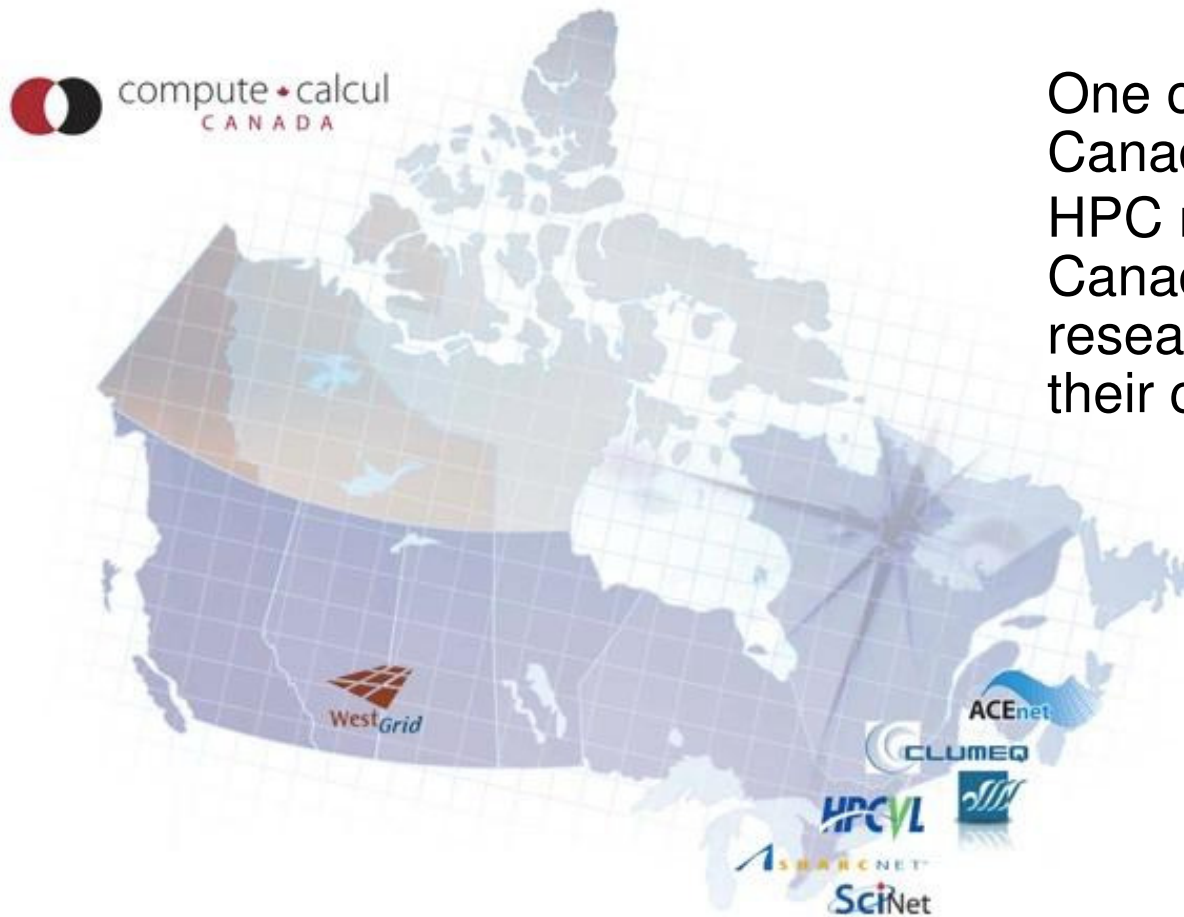 compute • calcul
CANADA
One
Canad
HPC
Canad
resea
their
WestGrid
ACEnet
CLUMEQ
HPCVL
SHARCNET
SciNet